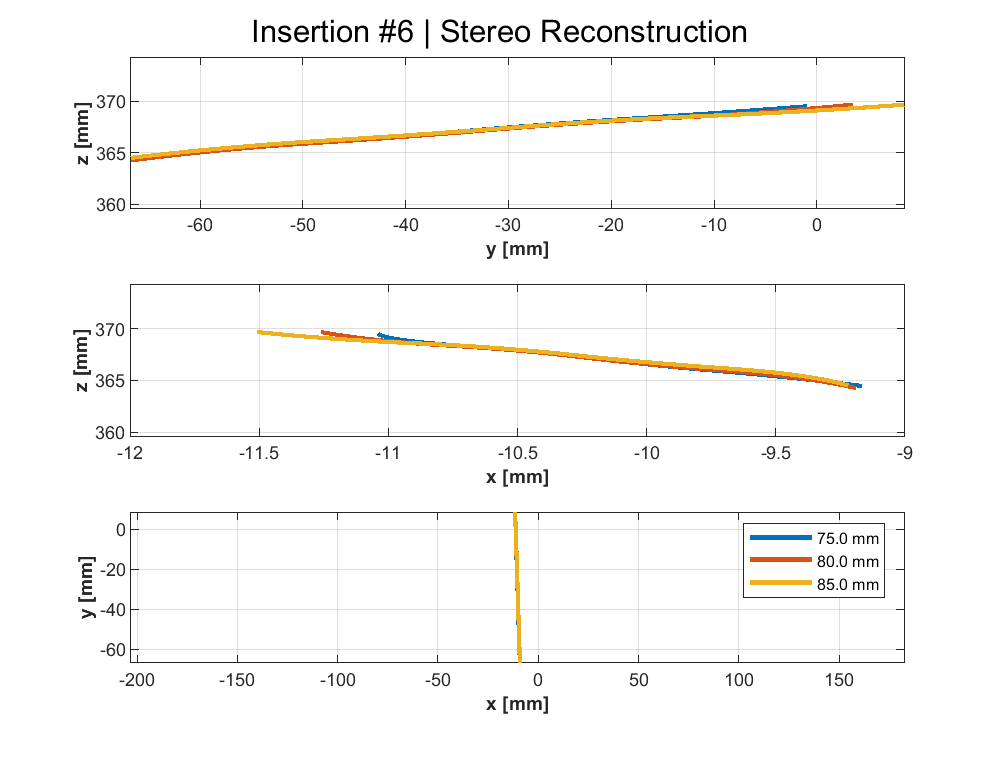 Insertion #6 | Stereo Reconstruction
370
365
360
z [mm]
-60 -50 -40 -30 -20 -10 0
y [mm]
370
365
360
z [mm]
-12 -11.5 -11 -10.5 -10 -9.5 -9
x [mm]
0
-20
-40
-60
y [mm]
75.0 mm
80.0 mm
85.0 mm
-200 -150 -100 -50 0 50 100 150
x [mm]